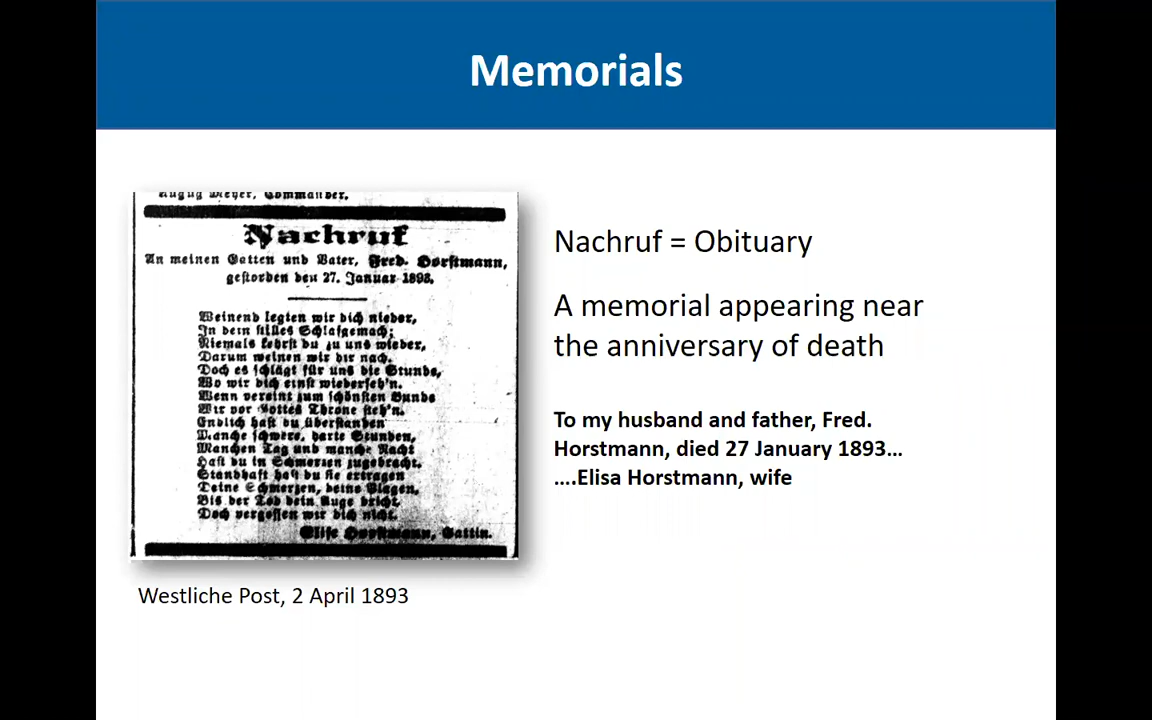 Memorials
August Meyer, Commander.
Nachruf
An meinen Gatten und Vater, Fred. Horstmann,
gestorben den 27. Januar 1893.
Weinend legten wir dich nieder,
In dein stilles Schlafgemach;
Niemals kehrst du zu uns wieder,
Darum weinen wir dir nach.
Doch es schlägt für uns die Stunde,
Wo wir dich einst wiederseh'n.
Wenn vereint zum schönsten Bunde
Wir vor Gottes Throne steh'n.
Endlich hast du überstanden
Manche schwere, harte Stunden,
Manchen Tag und manche Nacht
Hast du in Schmerzen zugebracht.
Standhaft hast du sie ertragen
Deine Schmerzen, deine Plagen,
Bis der Tod dein Auge bricht,
Doch vergessen wir dich nicht.
Elise Horstmann, Gattin.
Westliche Post, 2 April 1893
Nachruf = Obituary
A memorial appearing near
the anniversary of death
To my husband and father, Fred.
Horstmann, died 27 January 1893…
….Elisa Horstmann, wife